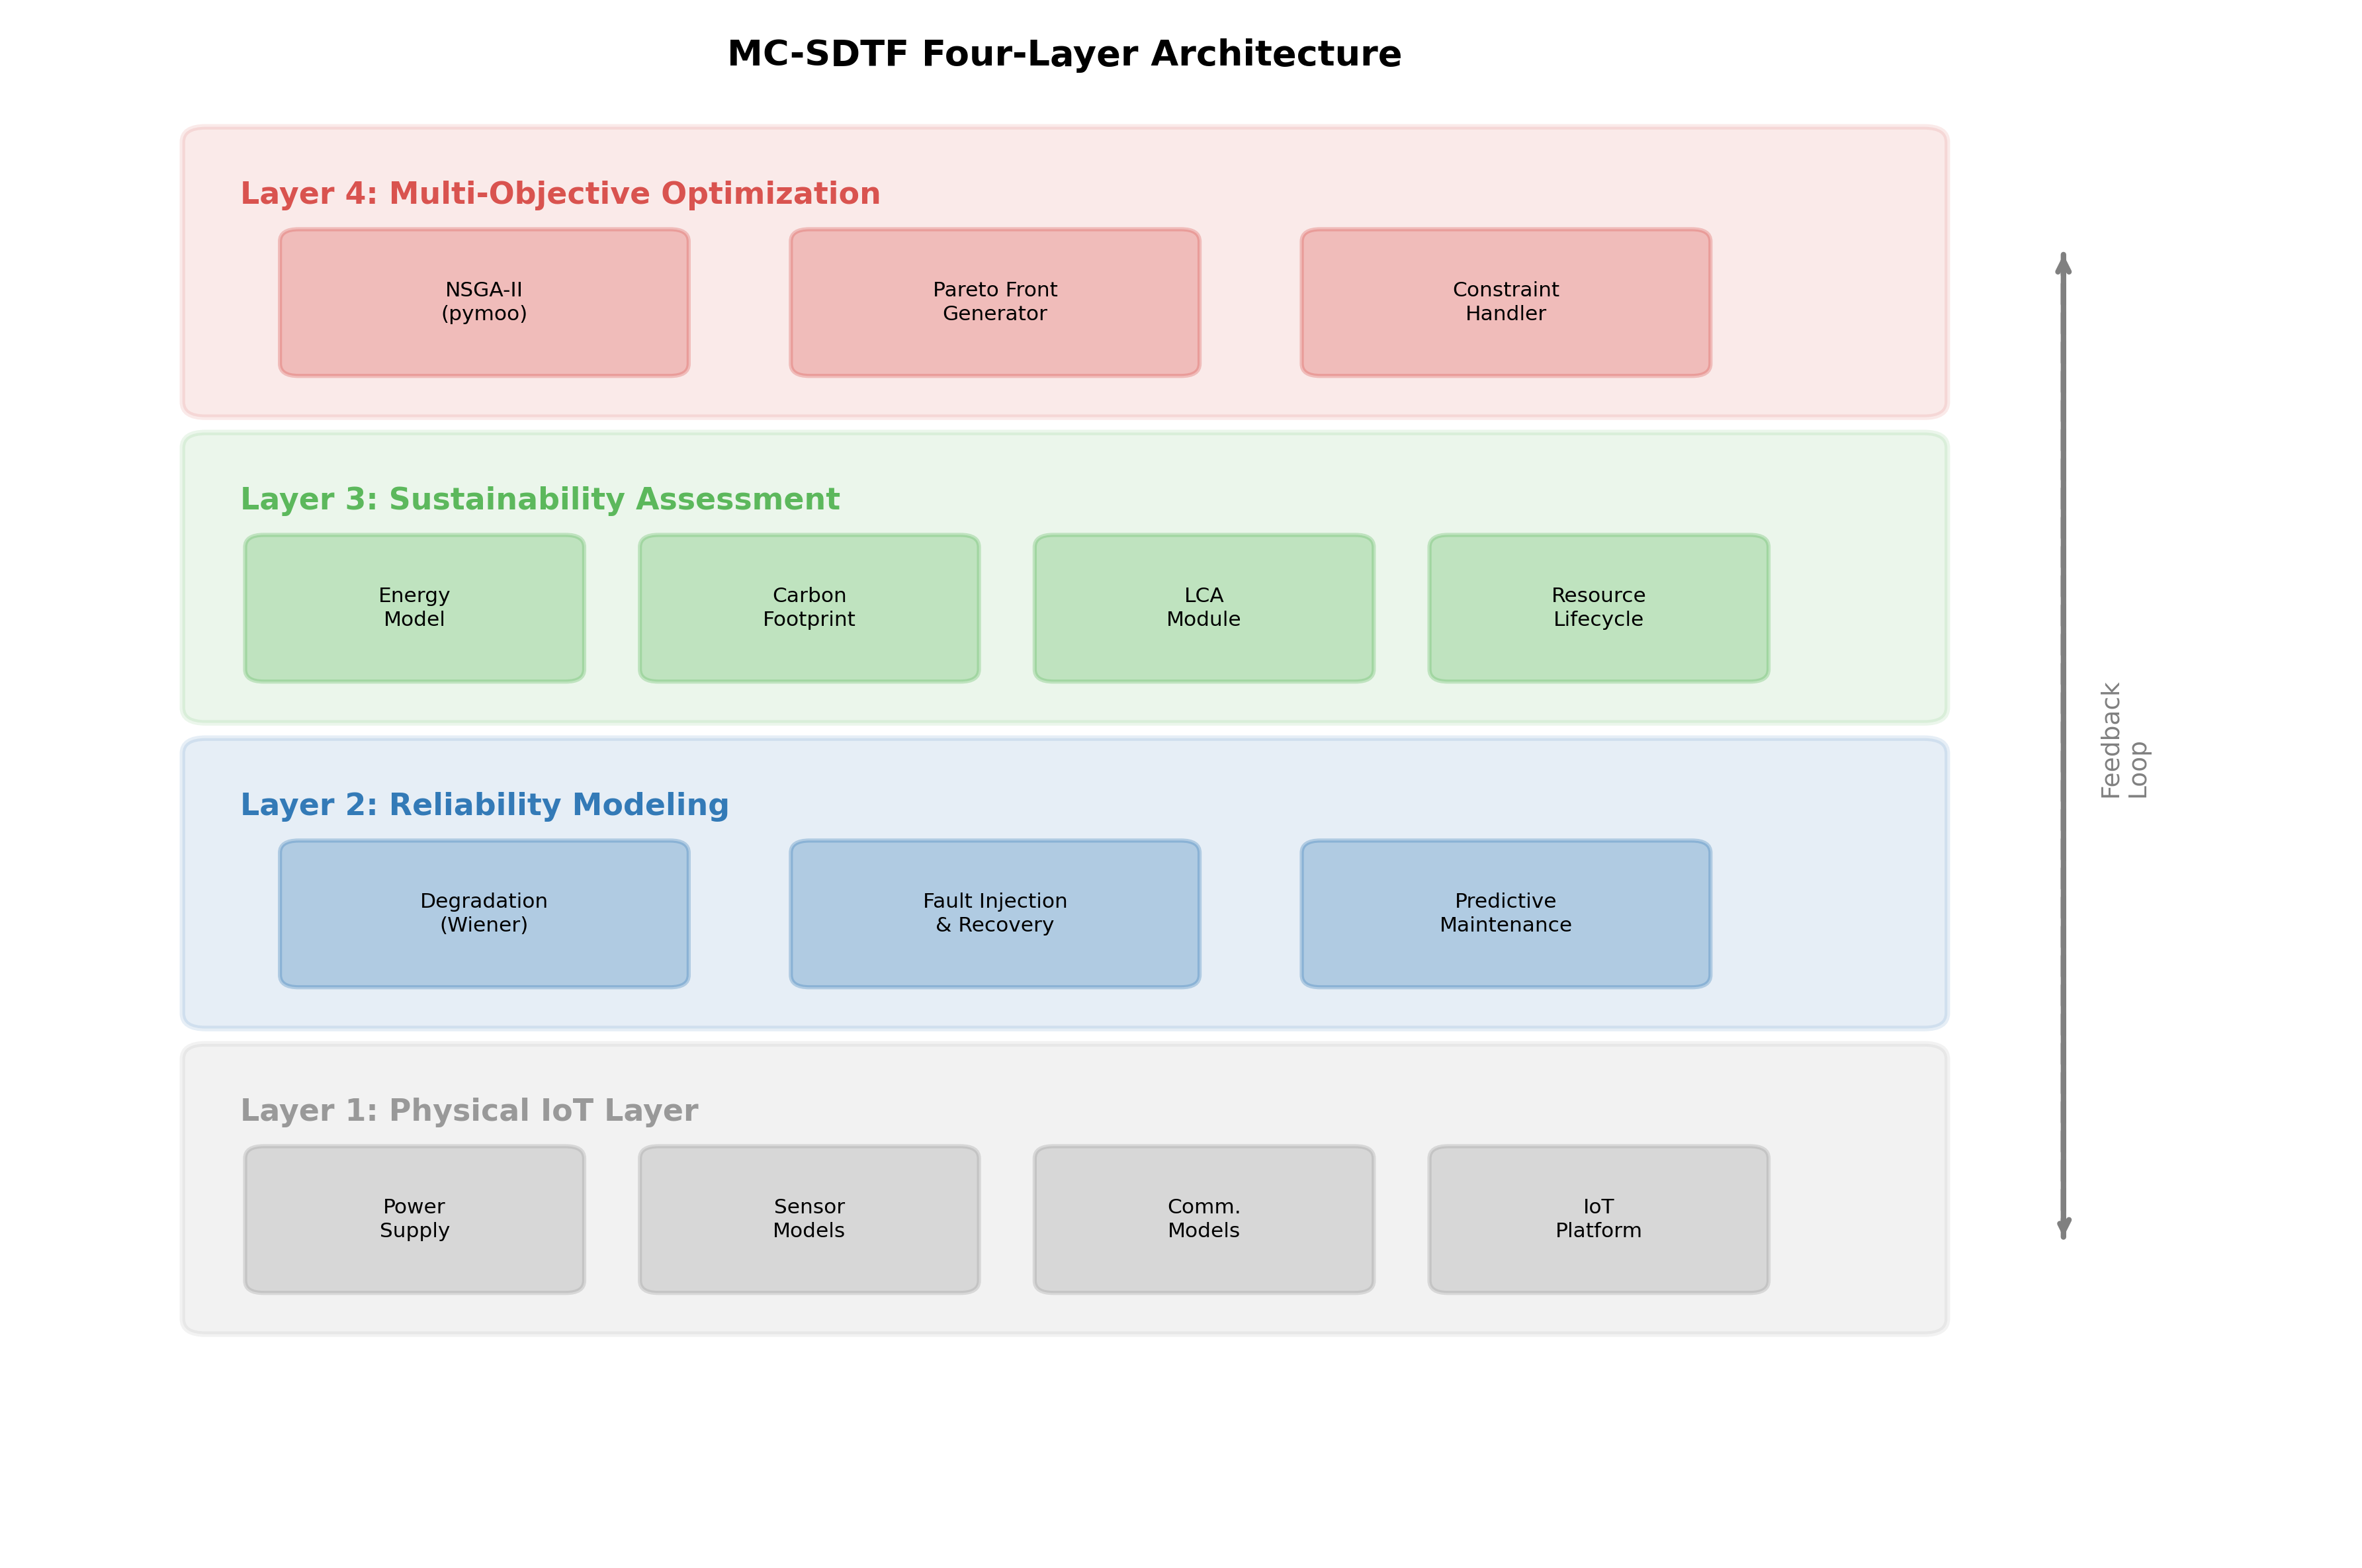 MC-SDTF Four-Layer Architecture
Layer 4: Multi-Objective Optimization
NSGA-II
(pymoo)
Pareto Front
Generator
Constraint
Handler
Layer 3: Sustainability Assessment
Energy
Model
Carbon
Footprint
LCA
Module
Resource
Lifecycle
Layer 2: Reliability Modeling
Degradation
(Wiener)
Fault Injection
& Recovery
Predictive
Maintenance
Layer 1: Physical IoT Layer
Power
Supply
Sensor
Models
Comm.
Models
IoT
Platform
Feedback
Loop